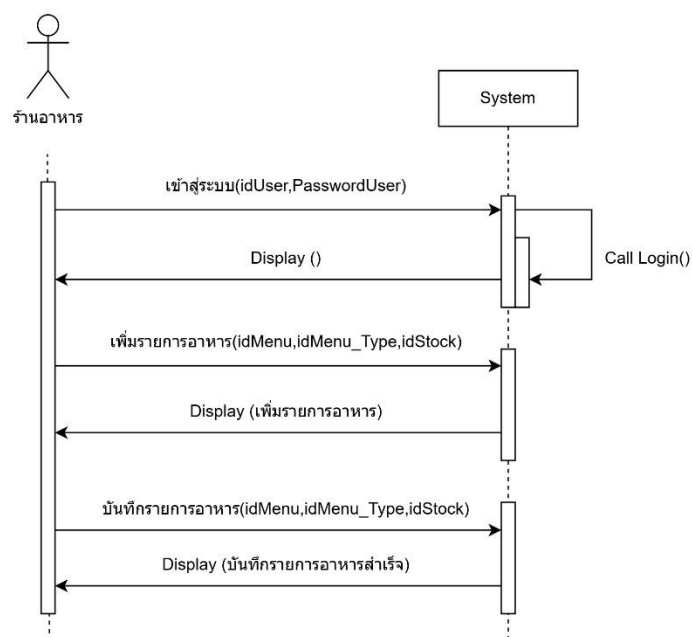 ร้านอาหาร
System
เข้าสู่ระบบ(idUser,PasswordUser)
Display ()
Call Login()
เพิ่มรายการอาหาร(idMenu,idMenu_Type,idStock)
Display (เพิ่มรายการอาหาร)
บันทึกรายการอาหาร(idMenu,idMenu_Type,idStock)
Display (บันทึกรายการอาหารสำเร็จ)